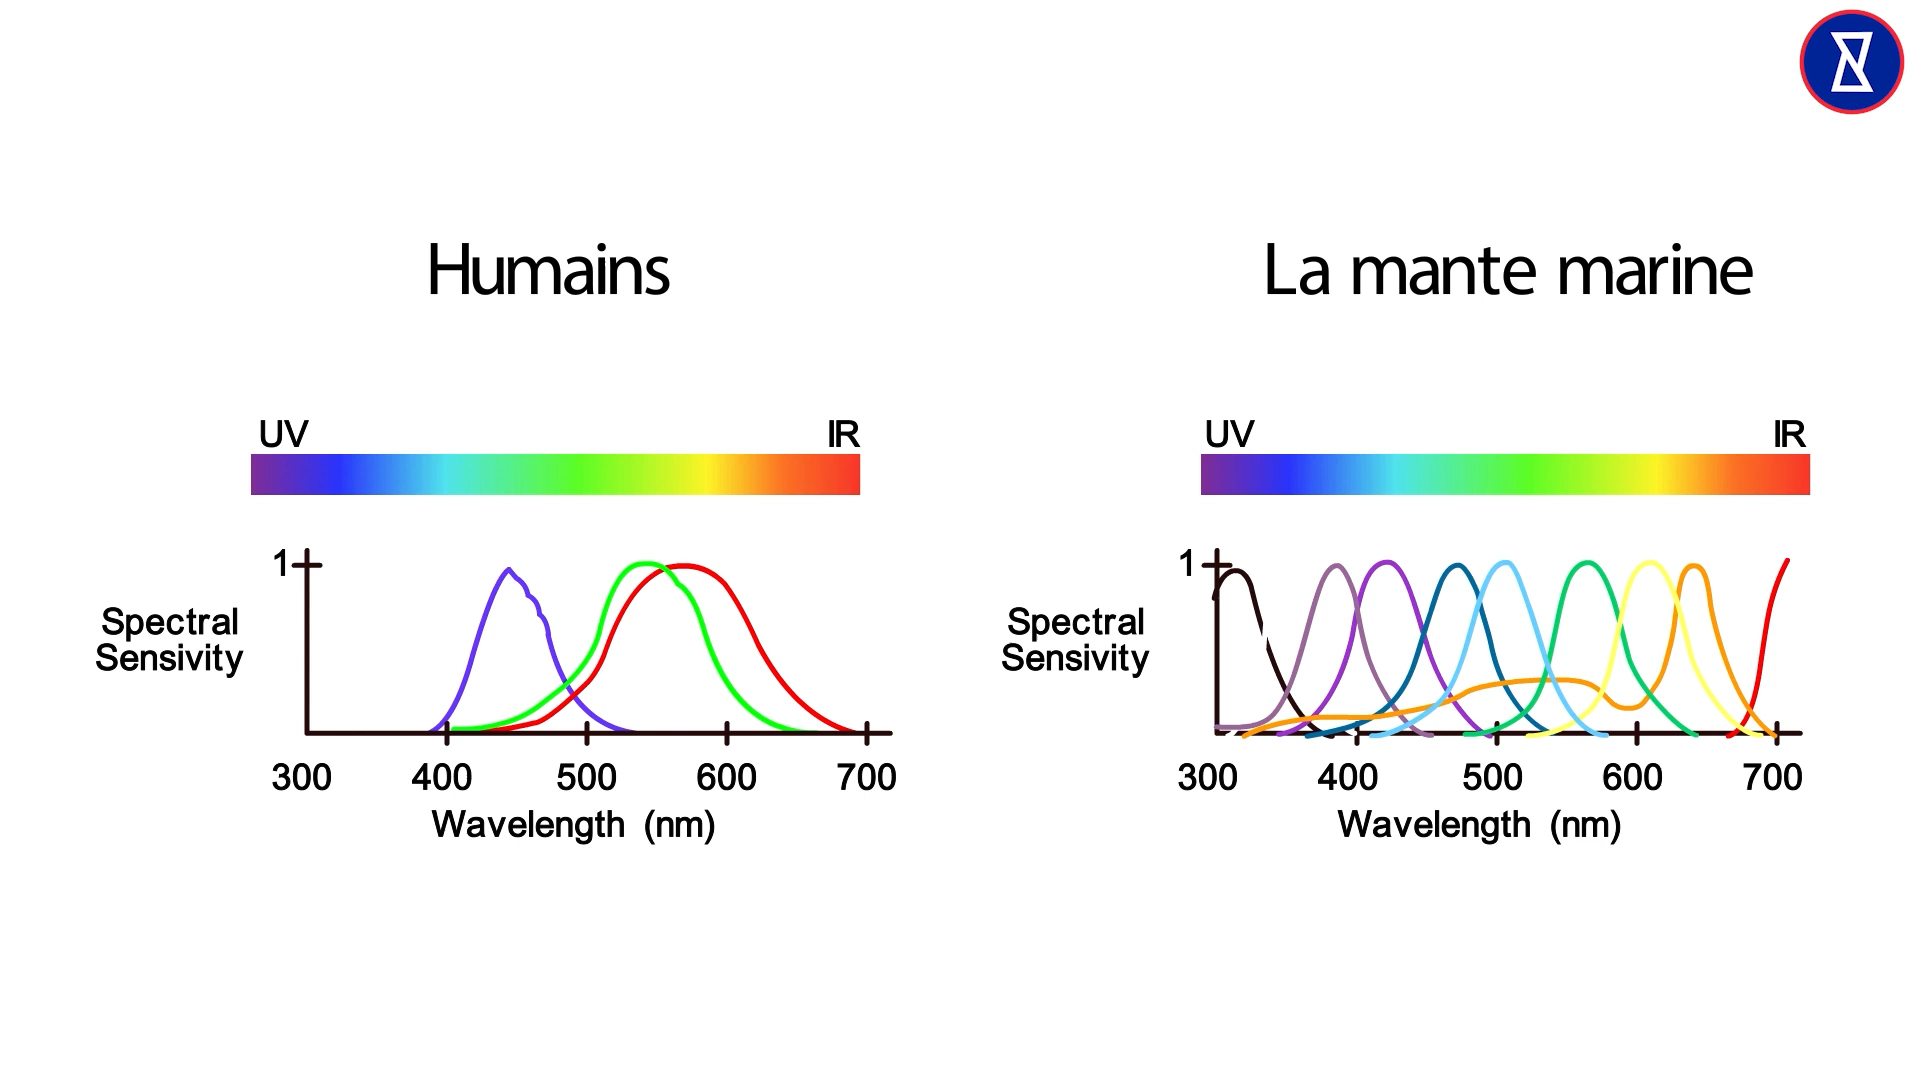 Humains
UV IR
1
Spectral
Sensivity
300 400 500 600 700
Wavelength (nm)
La mante marine
UV IR
1
Spectral
Sensivity
300 400 500 600 700
Wavelength (nm)